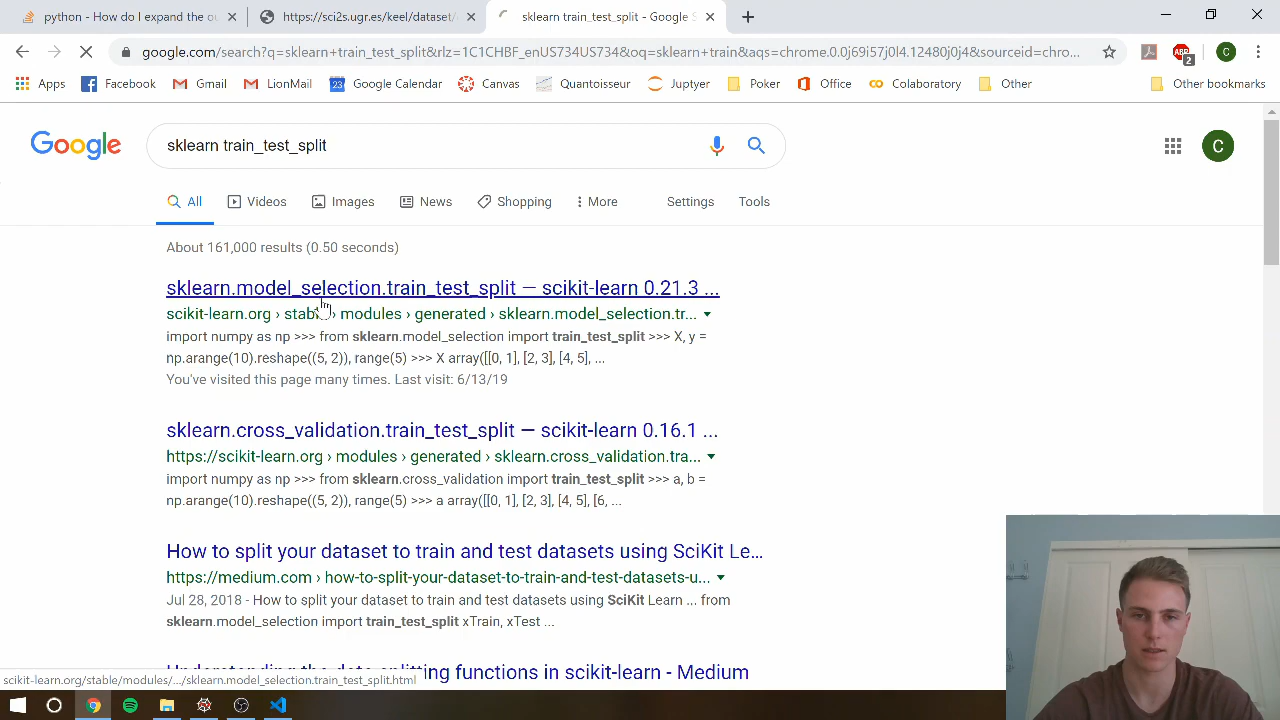 python - How do I expand the ou
https://sci2s.ugr.es/keel/dataset/
sklearn train_test_split - Google S
google.com/search?q=sklearn+train_test_split&rlz=1C1CHBF_enUS734US734&oq=sklearn+train&aqs=chrome.0.0j69i57j0l4.12480j0j4&sourceid=chro...
ABP
2
C
Apps
Facebook
Gmail
LionMail
23
Google Calendar
Canvas
Quantoisseur
Juptyer
Poker
Office
Colaboratory
Other
Other bookmarks
Google
sklearn train_test_split
C
All
Videos
Images
News
Shopping
More
Settings
Tools
About 161,000 results (0.50 seconds)
sklearn.model_selection.train_test_split — scikit-learn 0.21.3 ...
scikit-learn.org › stable › modules › generated › sklearn.model_selection.tr...
import numpy as np >>> from sklearn.model_selection import train_test_split >>> X, y =
np.arange(10).reshape((5, 2)), range(5) >>> X array([[0, 1], [2, 3], [4, 5], ...
You've visited this page many times. Last visit: 6/13/19
sklearn.cross_validation.train_test_split — scikit-learn 0.16.1 ...
https://scikit-learn.org › modules › generated › sklearn.cross_validation.tra...
import numpy as np >>> from sklearn.cross_validation import train_test_split >>> a, b =
np.arange(10).reshape((5, 2)), range(5) >>> a array([[0, 1], [2, 3], [4, 5], [6, ...
How to split your dataset to train and test datasets using SciKit Le...
https://medium.com › how-to-split-your-dataset-to-train-and-test-datasets-u...
Jul 28, 2018 - How to split your dataset to train and test datasets using SciKit Learn ... from
sklearn.model_selection import train_test_split xTrain, xTest ...
Understanding the data splitting functions in scikit-learn - Medium
scikit-learn.org/stable/modules/.../sklearn.model_selection.train_test_split.html